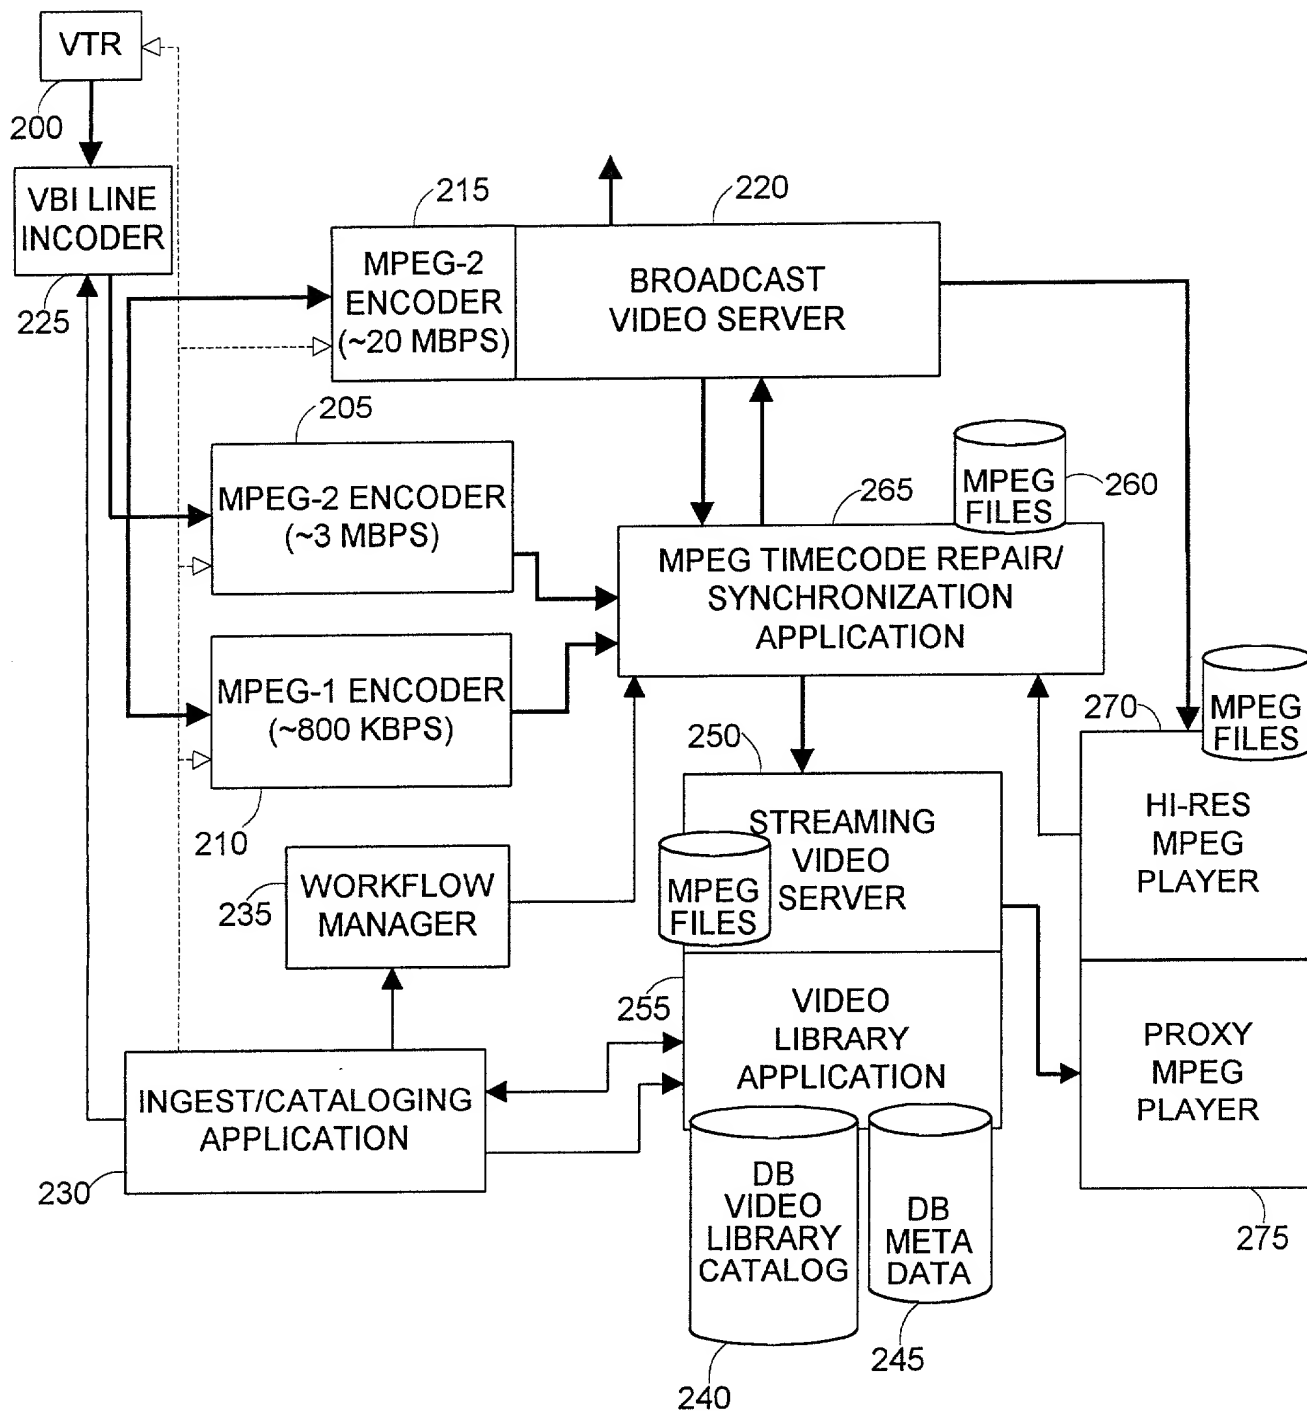 VTR
200
VBI LINE
INCODER
225
215
220
MPEG-2
ENCODER
(~20 MBPS)
BROADCAST
VIDEO SERVER
205
MPEG-2 ENCODER
(~3 MBPS)
MPEG
FILES
260
265
MPEG TIMECODE REPAIR/
SYNCHRONIZATION
APPLICATION
MPEG-1 ENCODER
(~800 KBPS)
210
MPEG
FILES
270
250
STREAMING
VIDEO
SERVER
MPEG
FILES
HI-RES
MPEG
PLAYER
235
WORKFLOW
MANAGER
255
VIDEO
LIBRARY
APPLICATION
PROXY
MPEG
PLAYER
INGEST/CATALOGING
APPLICATION
230
DB
VIDEO
LIBRARY
CATALOG
DB
META
DATA
275
240
245